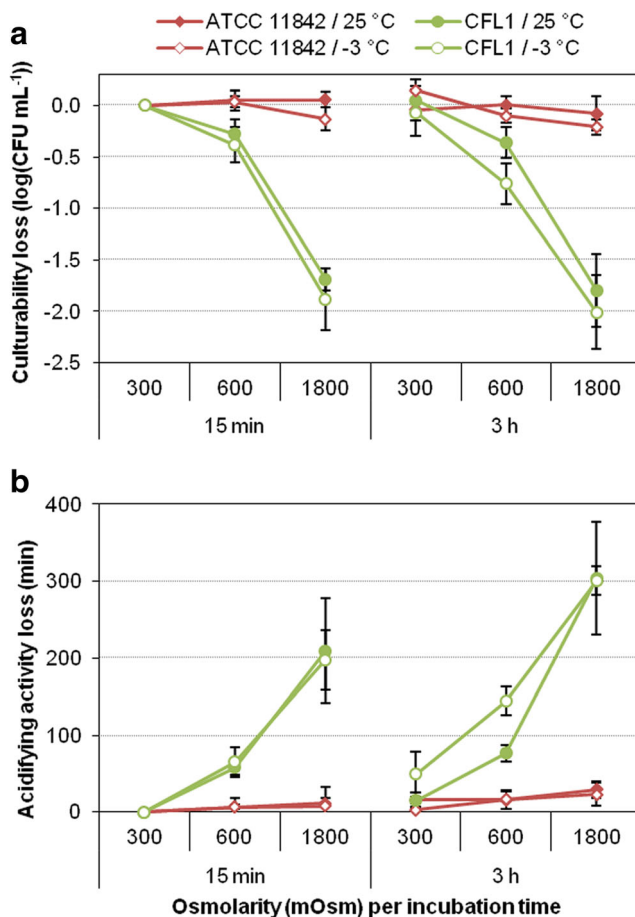 ATCC 11842 / 25 °C CFL1 / 25 °C
ATCC 11842 / -3 °C CFL1 / -3 °C
a
Culturability loss (log(CFU mL⁻¹))
0.0
-0.5
-1.0
-1.5
-2.0
-2.5
300 600 1800 300 600 1800
15 min 3 h
b
Acidifying activity loss (min)
400
300
200
100
0
300 600 1800 300 600 1800
15 min 3 h
Osmolarity (mOsm) per incubation time